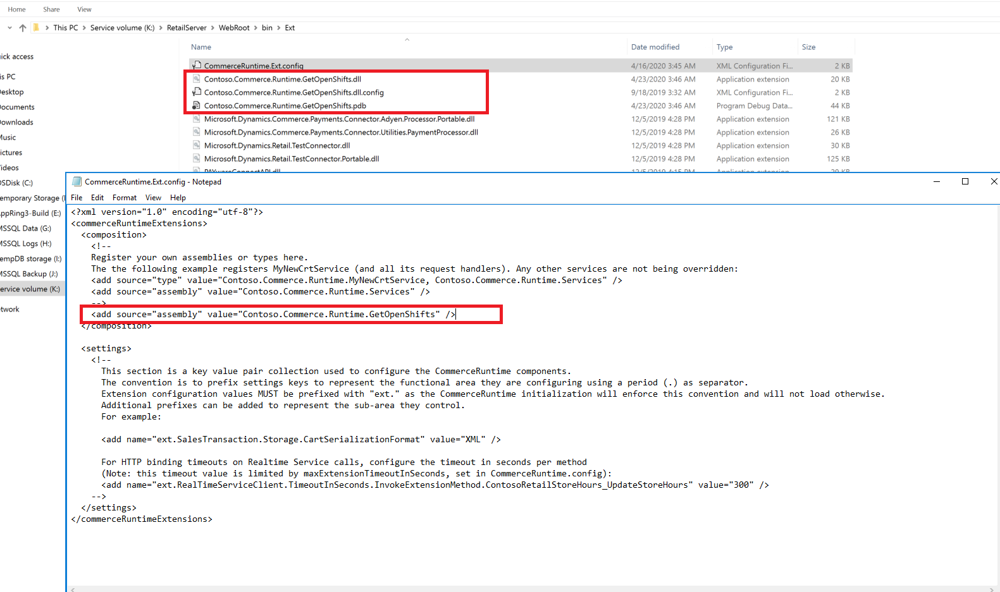 Home Share View
This PC > Service volume (K:) > RetailServer > WebRoot > bin > Ext
Name Date modified Type Size
ick access
is PC
esktop
ocuments
ownloads
Music
ictures
ideos
OSDisk (C:)
emporary Storage (
AppRing3-Build (E:)
MSSQL Data (G:)
MSSQL Logs (H:)
empDB storage (I:)
MSSQL Backup (J:)
ervice volume (K:)
etwork
CommerceRuntime.Ext.config 4/16/2020 3:45 AM XML Configuration Fi... 2 KB
Contoso.Commerce.Runtime.GetOpenShifts.dll 4/23/2020 3:46 AM Application extension 20 KB
Contoso.Commerce.Runtime.GetOpenShifts.dll.config 9/18/2019 3:32 AM XML Configuration Fi... 2 KB
Contoso.Commerce.Runtime.GetOpenShifts.pdb 4/23/2020 3:46 AM Program Debug Data... 44 KB
Microsoft.Dynamics.Commerce.Payments.Connector.Adyen.Processor.Portable.dll 12/5/2019 4:28 PM Application extension 121 KB
Microsoft.Dynamics.Commerce.Payments.Connector.Utilities.PaymentProcessor.dll 12/5/2019 4:28 PM Application extension 26 KB
Microsoft.Dynamics.Retail.TestConnector.dll 12/5/2019 4:28 PM Application extension 30 KB
Microsoft.Dynamics.Retail.TestConnector.Portable.dll 12/5/2019 4:28 PM Application extension 125 KB
CommerceRuntime.Ext.config - Notepad
File Edit Format View Help
<?xml version="1.0" encoding="utf-8"?>
<commerceRuntimeExtensions>
<composition>
<!--
Register your own assemblies or types here.
The the following example registers MyNewCrtService (and all its request handlers). Any other services are not being overridden:
<add source="type" value="Contoso.Commerce.Runtime.MyNewCrtService, Contoso.Commerce.Runtime.Services" />
<add source="assembly" value="Contoso.Commerce.Runtime.Services" />
-->
<add source="assembly" value="Contoso.Commerce.Runtime.GetOpenShifts" />
</composition>
<settings>
<!--
This section is a key value pair collection used to configure the CommerceRuntime components.
The convention is to prefix settings keys to represent the functional area they are configuring using a period (.) as separator.
Extension configuration values MUST be prefixed with "ext." as the CommerceRuntime initialization will enforce this convention and will not load otherwise.
Additional prefixes can be added to represent the sub-area they control.
For example:
<add name="ext.SalesTransaction.Storage.CartSerializationFormat" value="XML" />
For HTTP binding timeouts on Realtime Service calls, configure the timeout in seconds per method
(Note: this timeout value is limited by maxExtensionTimeoutInSeconds, set in CommerceRuntime.config):
<add name="ext.RealTimeServiceClient.TimeoutInSeconds.InvokeExtensionMethod.ContosoRetailStoreHours_UpdateStoreHours" value="300" />
-->
</settings>
</commerceRuntimeExtensions>